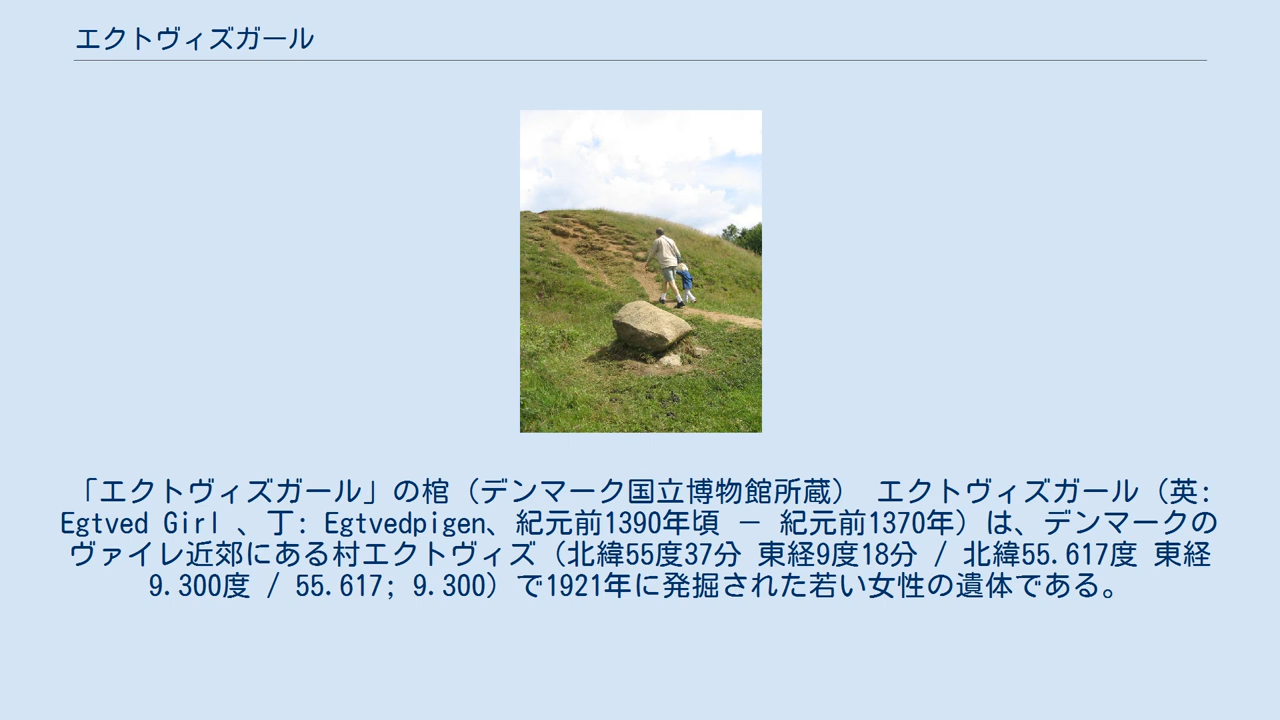 エクトヴィズガール
「エクトヴィズガール」の棺（デンマーク国立博物館所蔵） エクトヴィズガール（英:
Egtved Girl 、丁: Egtvedpigen、紀元前1390年頃 － 紀元前1370年）は、デンマークの
ヴァイレ近郊にある村エクトヴィズ（北緯55度37分 東経9度18分 / 北緯55.617度 東経
9.300度 / 55.617; 9.300）で1921年に発掘された若い女性の遺体である。